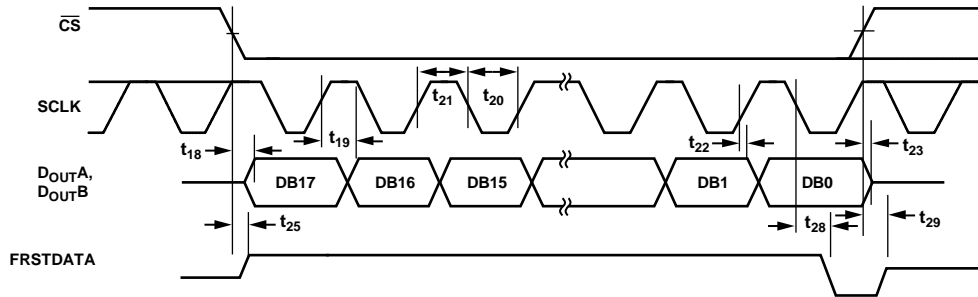 CS
SCLK
t21
t20
t18
t19
t22
t23
DOUTA,
DOUTB
DB17
DB16
DB15
DB1
DB0
t25
t28
t29
FRSTDATA